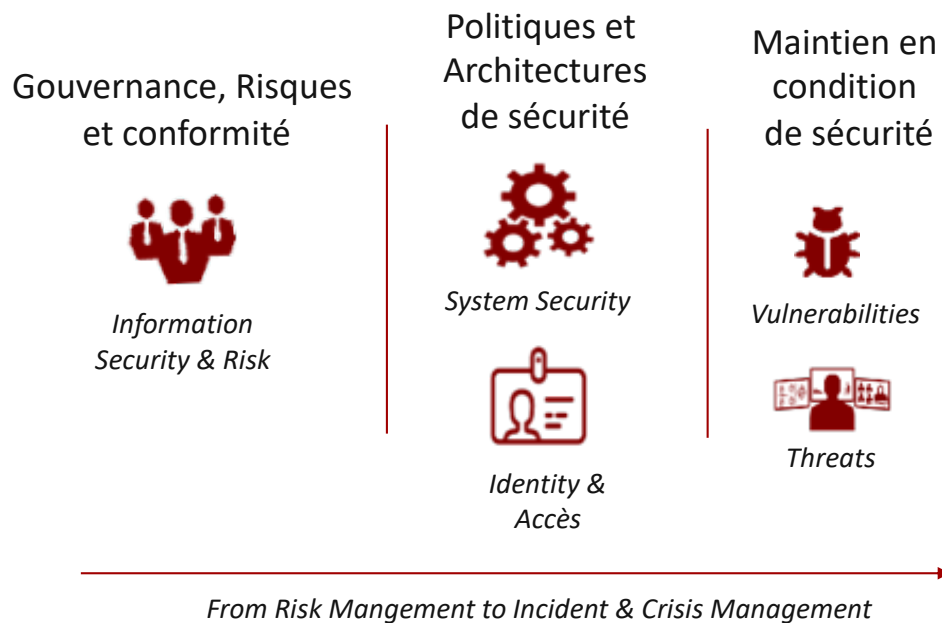 Gouvernance, Risques
et conformité
Information
Security & Risk
Politiques et
Architectures
de sécurité
System Security
Identity &
Accès
Maintien en
condition
de sécurité
Vulnerabilities
Threats
From Risk Mangement to Incident & Crisis Management